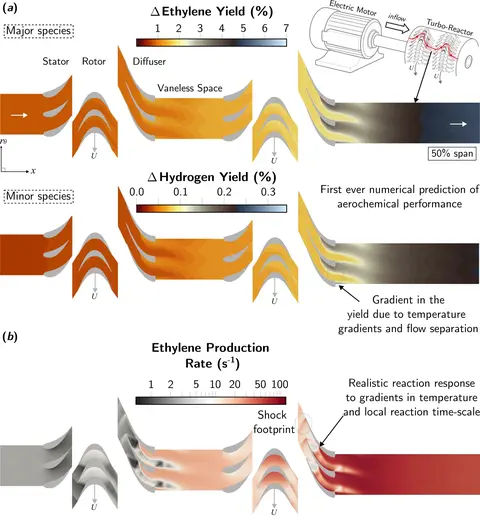 (a)
Major species
Δ Ethylene Yield (%)
1 2 3 4 5 6 7
Electric Motor
inflow
Turbo-Reactor
Stator
Rotor
Diffuser
Vaneless Space
U
U
50% span
rθ
x
Minor species
Δ Hydrogen Yield (%)
0.0 0.1 0.2 0.3
First ever numerical prediction of
aerochemical performance
U
U
Gradient in the
yield due to temperature
gradients and flow separation
(b)
Ethylene Production
Rate (s-1)
1 2 5 10 20 50 100
Shock
footprint
Realistic reaction response
to gradients in temperature
and local reaction time-scale
U
U